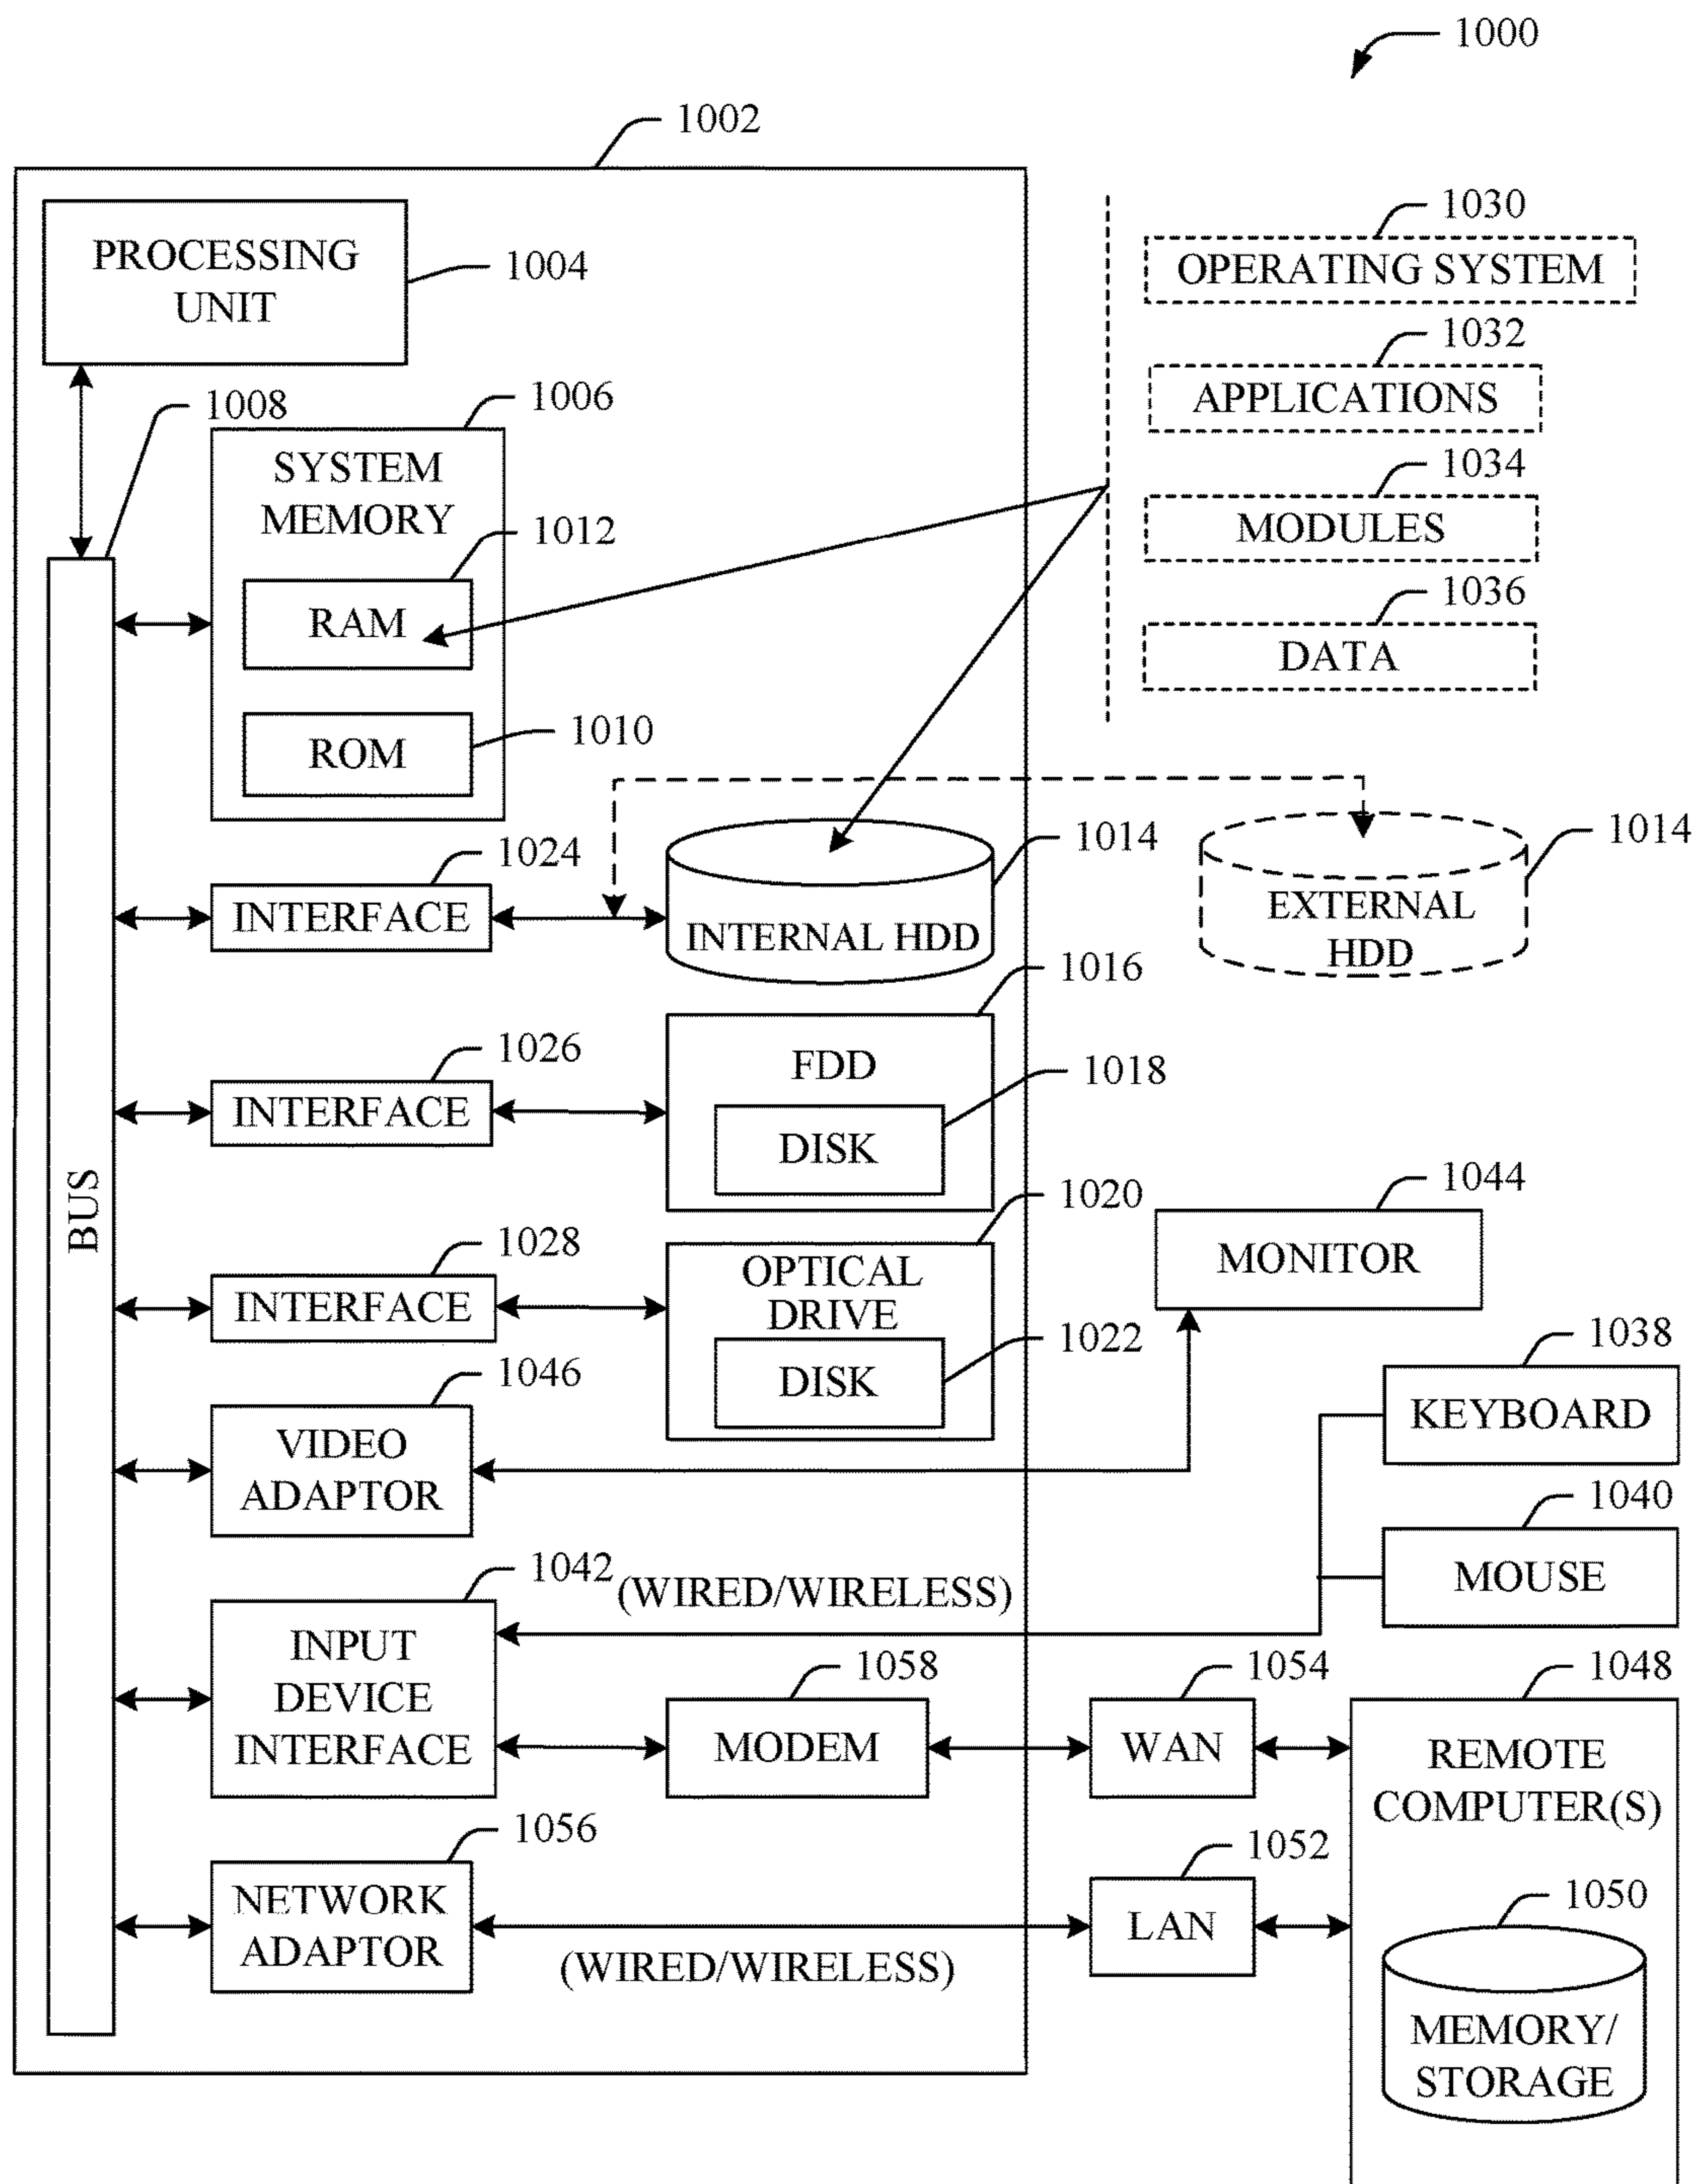 1000
1002
PROCESSING
UNIT
1004
1030
OPERATING SYSTEM
1032
APPLICATIONS
1034
MODULES
1036
DATA
1008
1006
SYSTEM
MEMORY
1012
RAM
1010
ROM
1024
INTERFACE
1014
INTERNAL HDD
1014
EXTERNAL
HDD
1026
INTERFACE
1016
FDD
1018
DISK
BUS
1028
INTERFACE
1020
OPTICAL
DRIVE
1022
DISK
1044
MONITOR
1046
VIDEO
ADAPTOR
1038
KEYBOARD
1040
MOUSE
1042
(WIRED/WIRELESS)
INPUT
DEVICE
INTERFACE
1058
MODEM
1054
WAN
1048
REMOTE
COMPUTER(S)
1056
NETWORK
ADAPTOR
(WIRED/WIRELESS)
1052
LAN
1050
MEMORY/
STORAGE